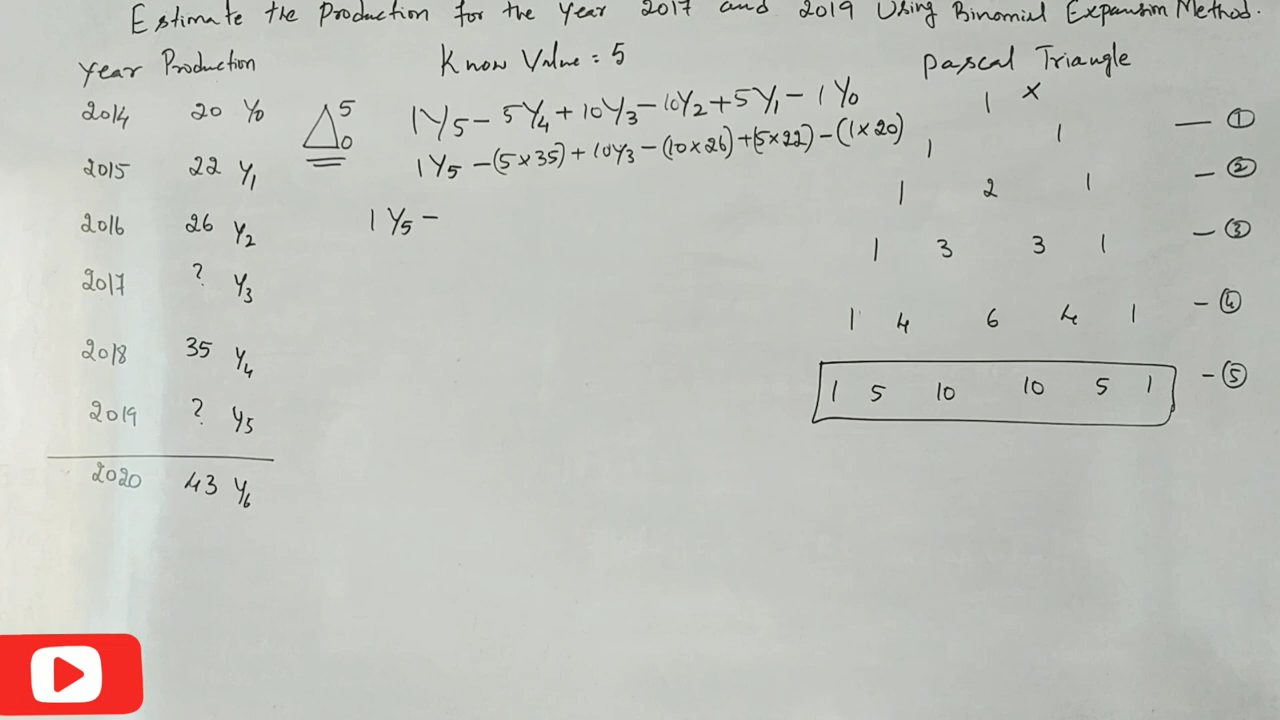 Estimate the Production for the Year 2017 and 2019 Using Binomial Expansion Method.
Year Production
2014 20 Y₀
2015 22 Y₁
2016 26 Y₂
2017 ? Y₃
2018 35 Y₄
2019 ? Y₅
2020 43 Y₆
Know Value = 5
Δ⁵₀
1Y₅ - 5Y₄ + 10Y₃ - 10Y₂ + 5Y₁ - 1Y₀
1Y₅ - (5×35) + 10Y₃ - (10×26) + (5×22) - (1×20)
1Y₅ -
Pascal Triangle
1 ×
1 1 — ①
1 2 1 — ②
1 3 3 1 — ③
1 4 6 4 1 — ④
1 5 10 10 5 1 — ⑤